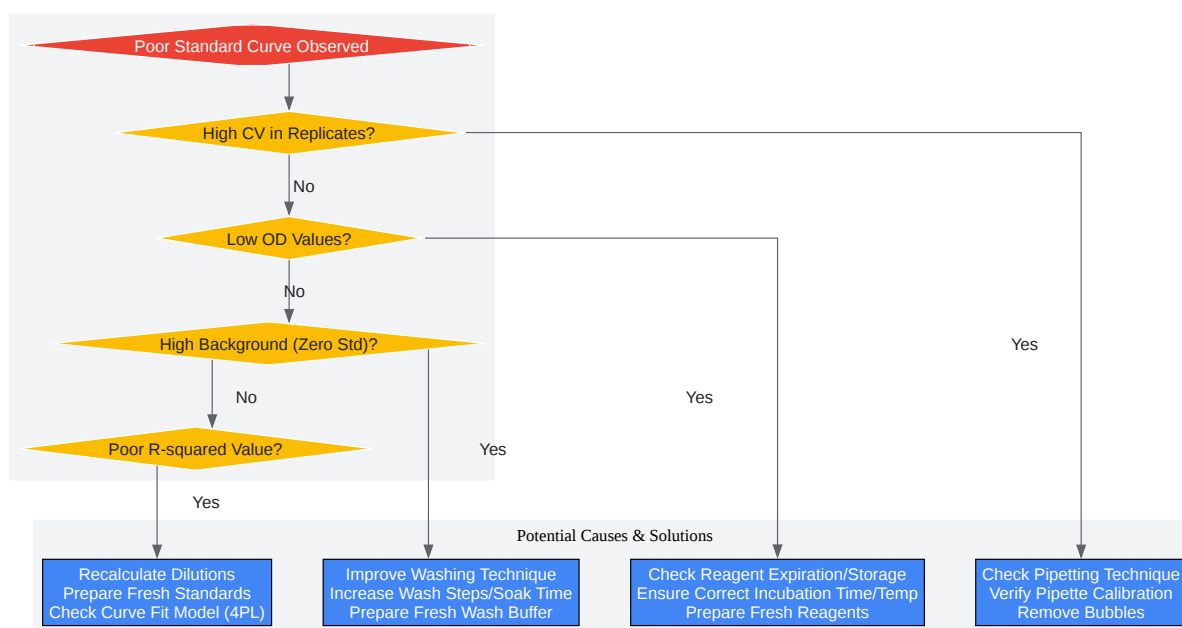 Poor Standard Curve Observed
High CV in Replicates?
No
Low OD Values?
No
High Background (Zero Std)?
Yes
No
Yes
Poor R-squared Value?
Yes
Yes
Potential Causes & Solutions
Recalculate Dilutions
Prepare Fresh Standards
Check Curve Fit Model (4PL)
Improve Washing Technique
Increase Wash Steps/Soak Time
Prepare Fresh Wash Buffer
Check Reagent Expiration/Storage
Ensure Correct Incubation Time/Temp
Prepare Fresh Reagents
Check Pipetting Technique
Verify Pipette Calibration
Remove Bubbles